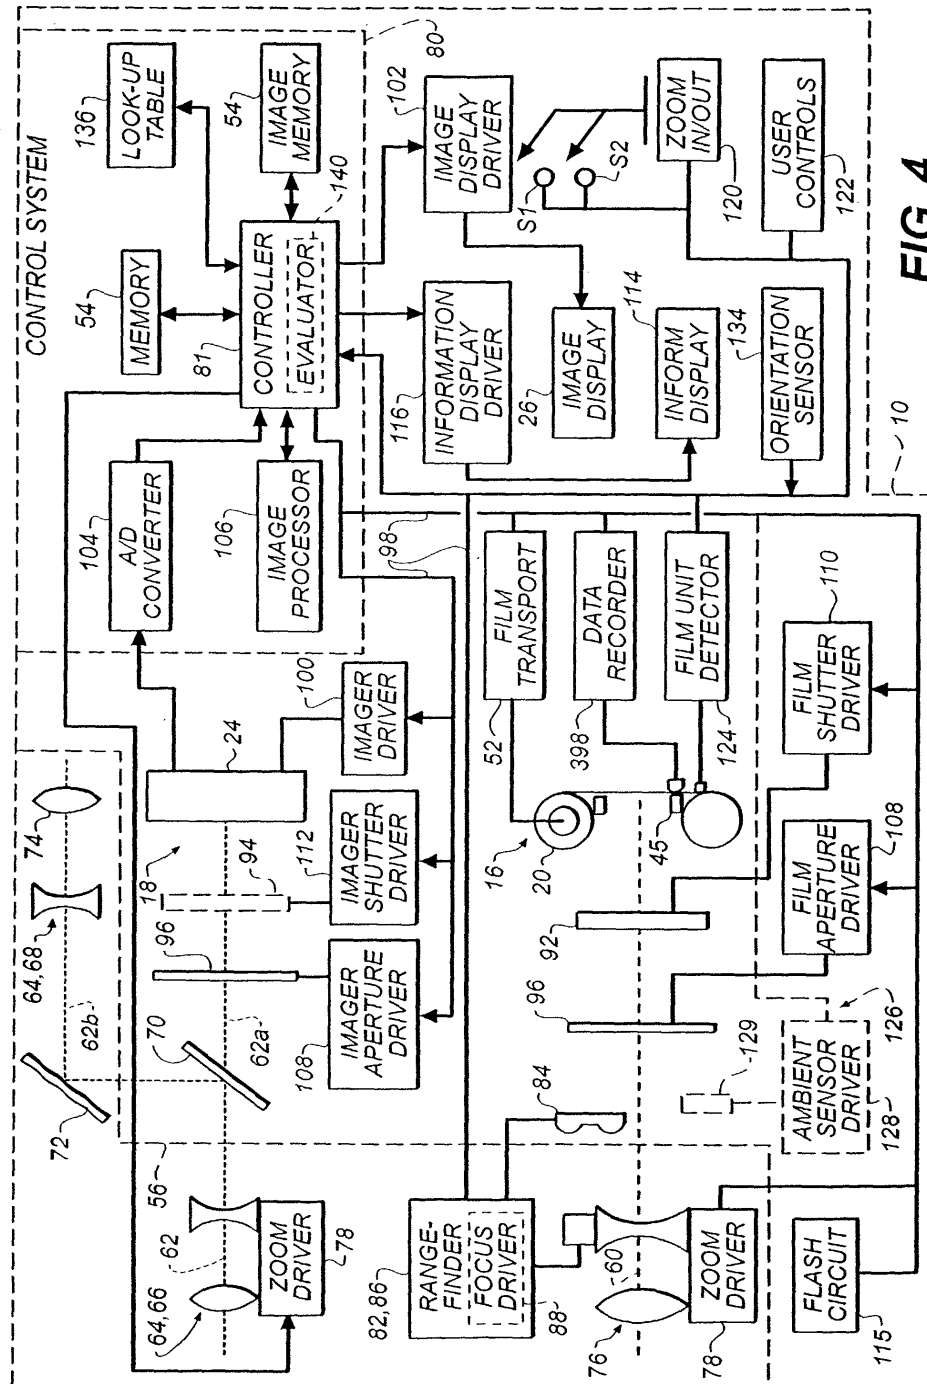 CONTROL SYSTEM
80
136
LOOK-UP
TABLE
54
IMAGE
MEMORY
54
MEMORY
140
81
CONTROLLER
EVALUATOR
102
IMAGE
DISPLAY
DRIVER
S1
S2
ZOOM
IN/OUT
120
USER
CONTROLS
122
104
A/D
CONVERTER
106
IMAGE
PROCESSOR
116
INFORMATION
DISPLAY
DRIVER
26
IMAGE
DISPLAY
114
INFORM
DISPLAY
134
ORIENTATION
SENSOR
10
FIG. 4
98
74
64,68
62b
72
24
18
94
96
70
62a
100
IMAGER
DRIVER
112
IMAGER
SHUTTER
DRIVER
108
IMAGER
APERTURE
DRIVER
FILM
TRANSPORT
52
DATA
RECORDER
398
FILM UNIT
DETECTOR
124
16
20
45
92
96
110
FILM
SHUTTER
DRIVER
108
FILM
APERTURE
DRIVER
126
129
AMBIENT
SENSOR
DRIVER
128
84
56
62
64,66
ZOOM
DRIVER
78
82,86
RANGE-
FINDER
FOCUS
DRIVER
88
60
76
ZOOM
DRIVER
78
FLASH
CIRCUIT
115